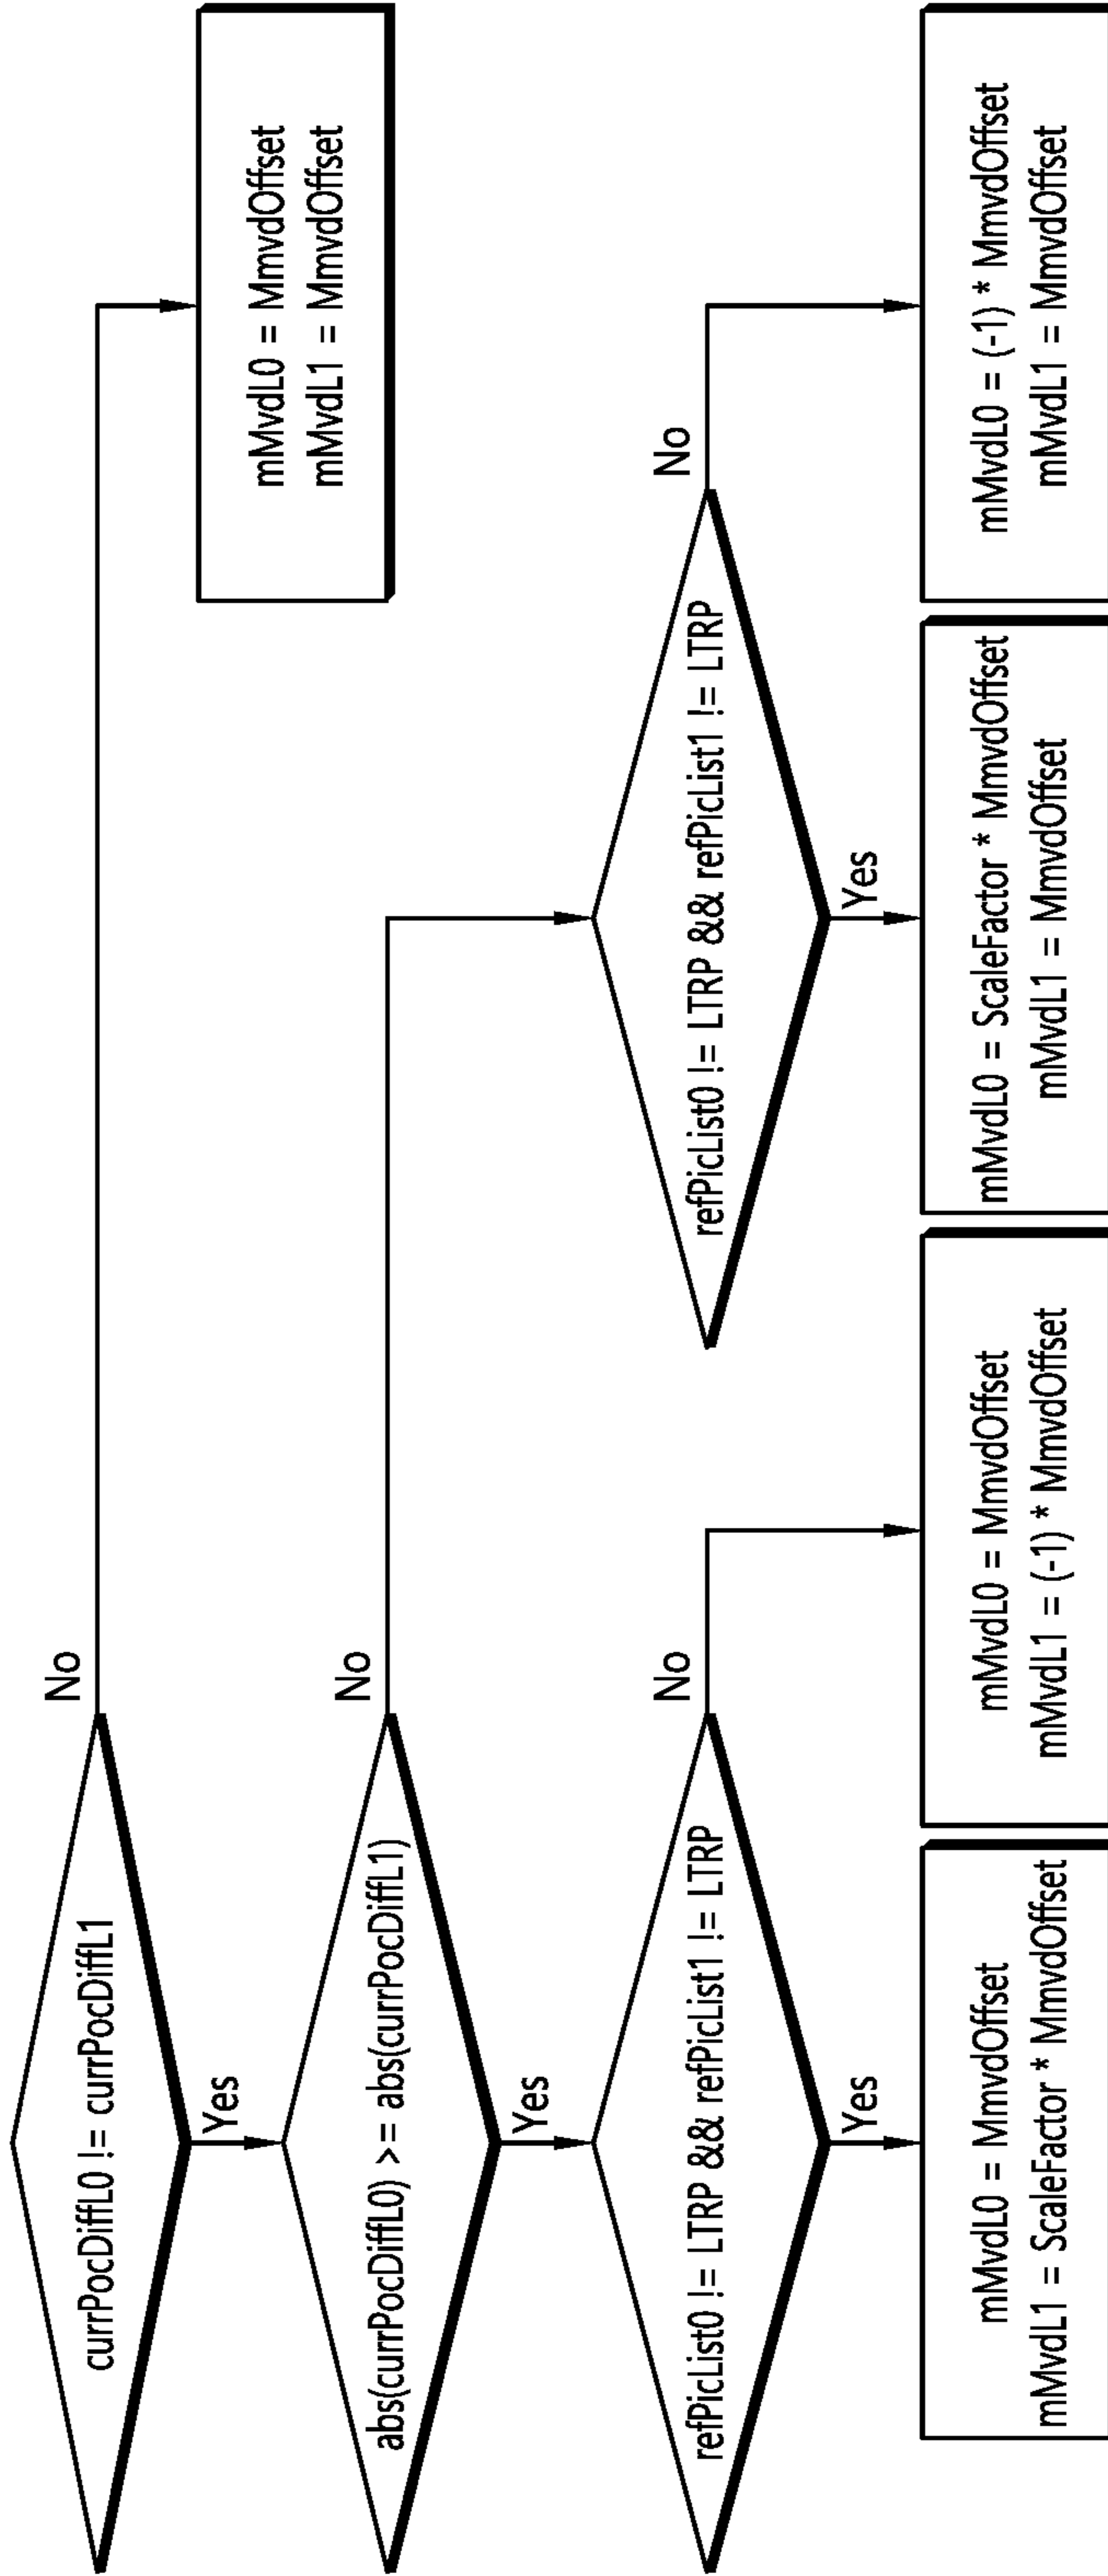 currPocDiffL0 != currPocDiffL1
No
Yes
mMvdL0 = MmvdOffset
mMvdL1 = MmvdOffset
abs(currPocDiffL0) >= abs(currPocDiffL1)
No
Yes
refPicList0 != LTRP && refPicList1 != LTRP
No
Yes
refPicList0 != LTRP && refPicList1 != LTRP
No
Yes
mMvdL0 = MmvdOffset
mMvdL1 = ScaleFactor * MmvdOffset
mMvdL0 = MmvdOffset
mMvdL1 = (-1) * MmvdOffset
mMvdL0 = ScaleFactor * MmvdOffset
mMvdL1 = MmvdOffset
mMvdL0 = (-1) * MmvdOffset
mMvdL1 = MmvdOffset